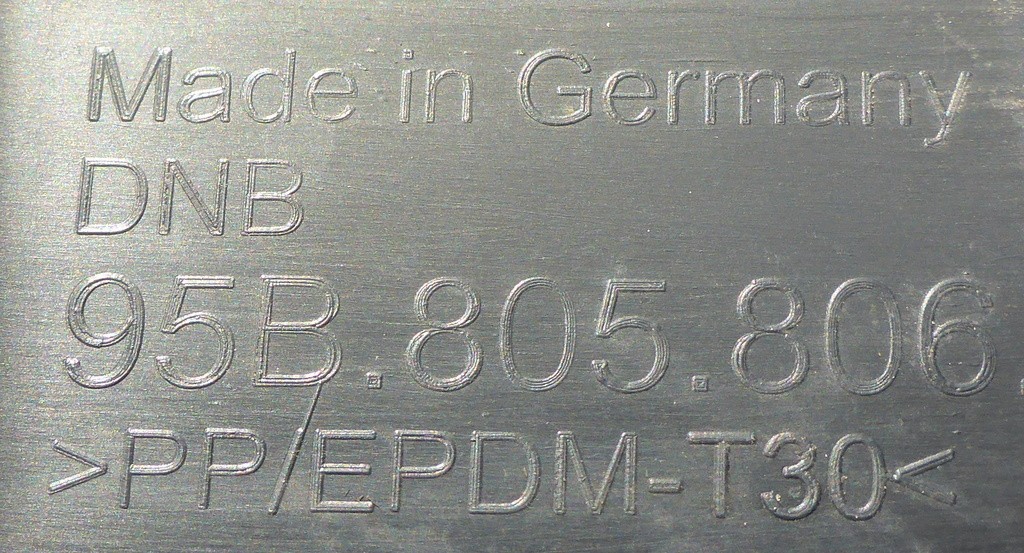 Made in Germany
DNB
95B.805.806.
>PP/EPDM-T30<